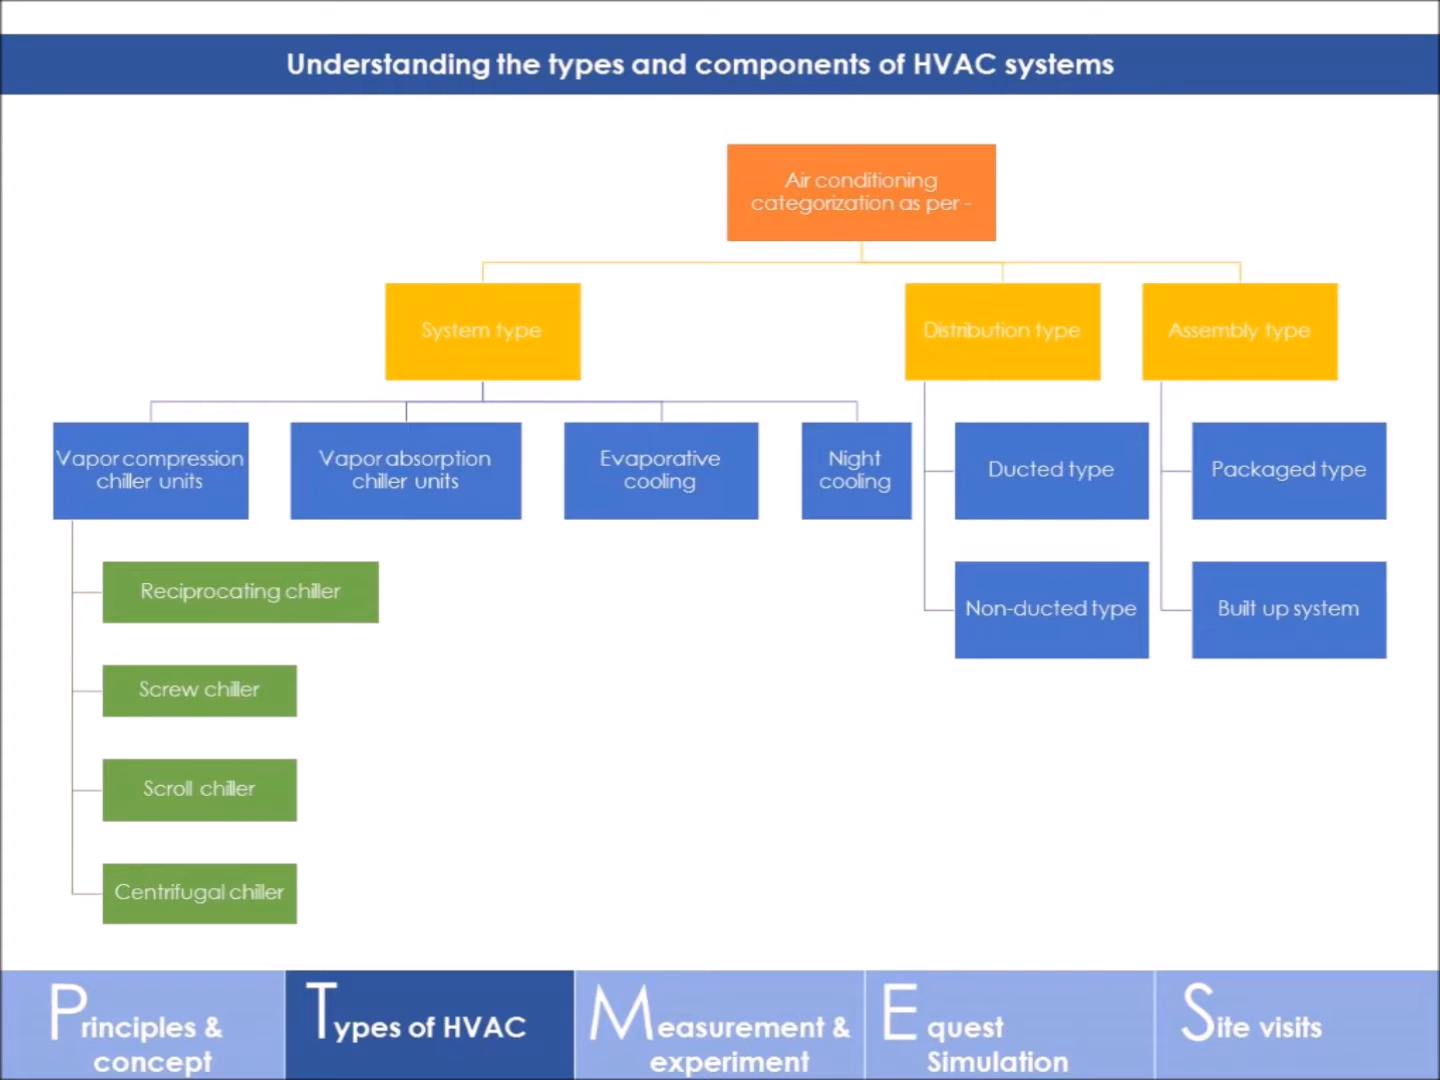 Understanding the types and components of HVAC systems
Air conditioning
categorization as per -
System type
Distribution type
Assembly type
Vapor compression
chiller units
Vapor absorption
chiller units
Evaporative
cooling
Night
cooling
Ducted type
Packaged type
Reciprocating chiller
Non-ducted type
Built up system
Screw chiller
Scroll chiller
Centrifugal chiller
Principles &
concept
Types of HVAC
Measurement &
experiment
E quest
Simulation
Site visits